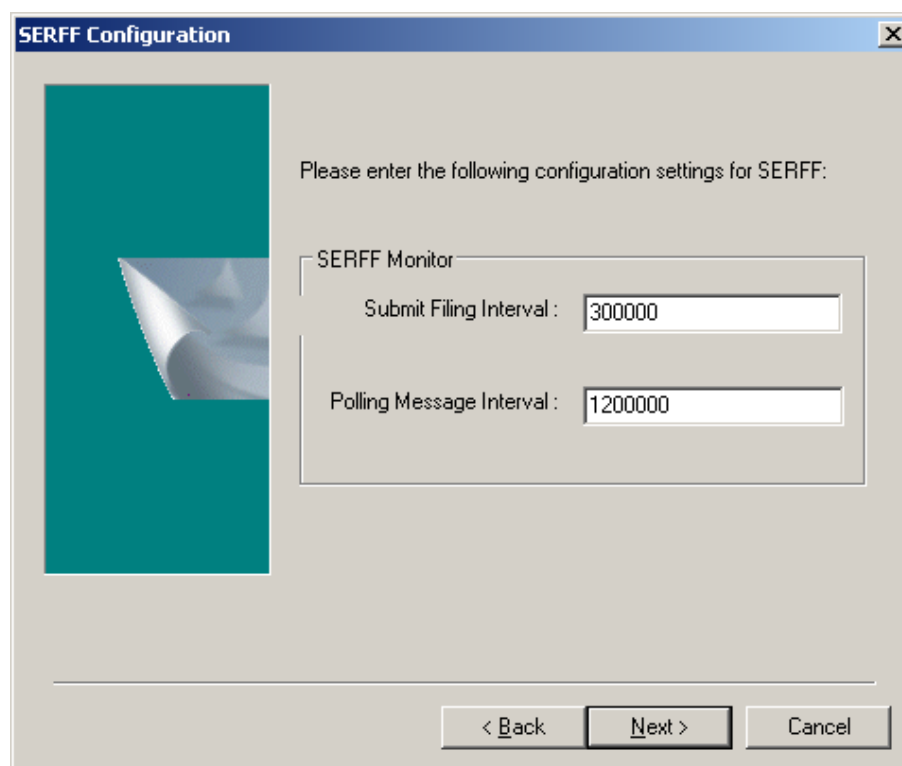 SERFF Configuration
Please enter the following configuration settings for SERFF:
SERFF Monitor
Submit Filing Interval : 300000
Polling Message Interval : 1200000
< Back Next > Cancel